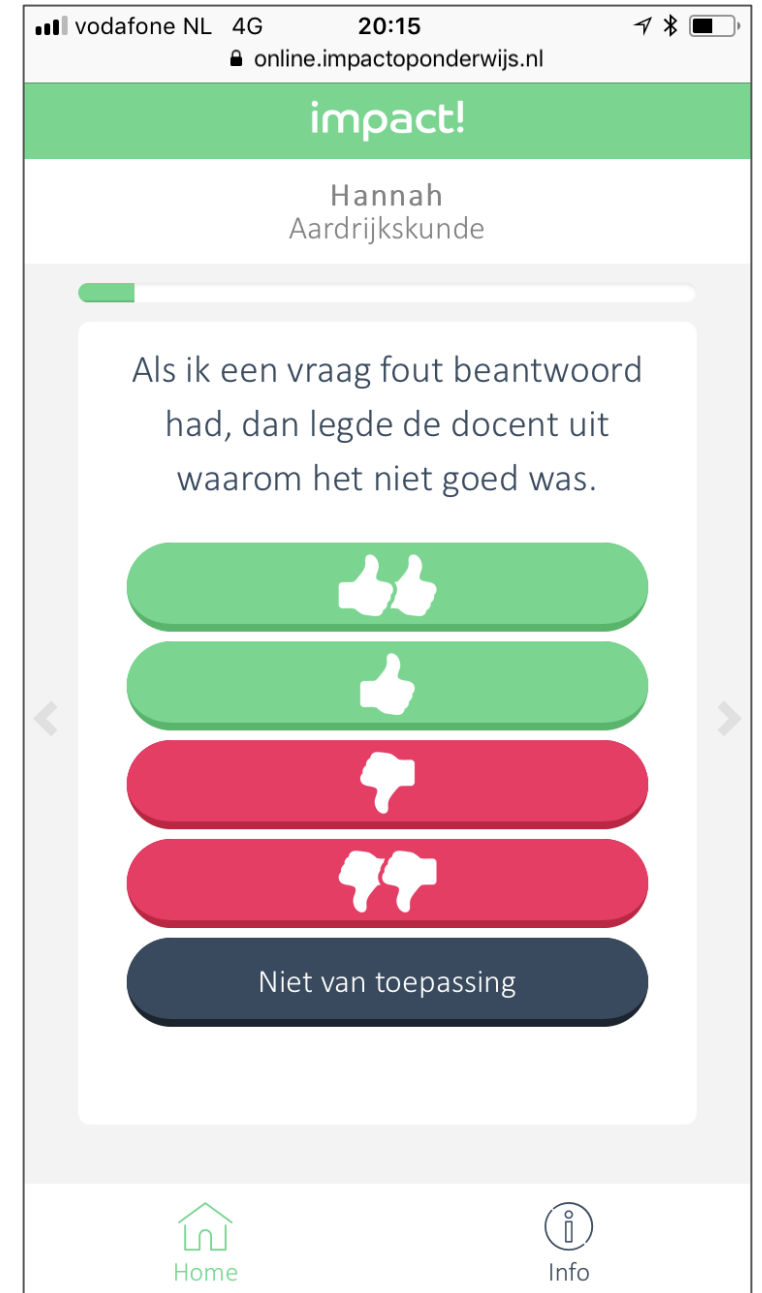 vodafone NL 4G 20:15
online.impactoponderwijs.nl
impact!
Hannah
Aardrijkskunde
Als ik een vraag fout beantwoord
had, dan legde de docent uit
waarom het niet goed was.
Niet van toepassing
Home
Info